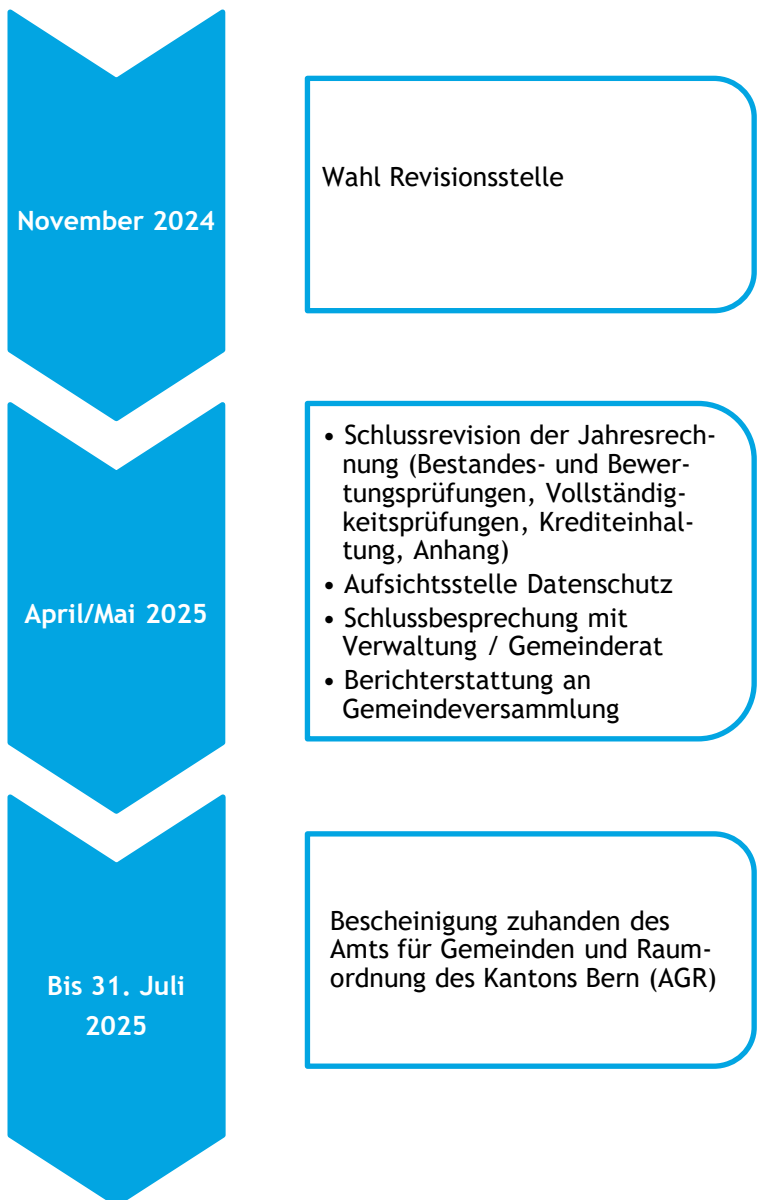 November 2024
Wahl Revisionsstelle
April/Mai 2025
• Schlussrevision der Jahresrech-
nung (Bestandes- und Bewer-
tungsprüfungen, Vollständig-
keitsprüfungen, Krediteinhal-
tung, Anhang)
• Aufsichtsstelle Datenschutz
• Schlussbesprechung mit
Verwaltung / Gemeinderat
• Berichterstattung an
Gemeindeversammlung
Bis 31. Juli
2025
Bescheinigung zuhanden des
Amts für Gemeinden und Raum-
ordnung des Kantons Bern (AGR)